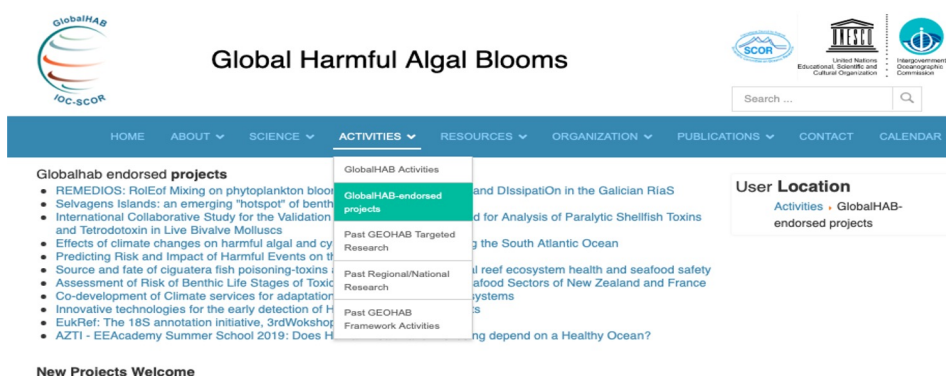 GlobalHAB
IOC-SCOR
Global Harmful Algal Blooms
SCOR
UNESCO
United Nations
Educational, Scientific and
Cultural Organization
Intergovernment
Oceanographic
Commission
Search ...
HOME ABOUT SCIENCE ACTIVITIES RESOURCES ORGANIZATION PUBLICATIONS CONTACT CALENDAR
Globalhab endorsed projects
REMEDIOS: RolEof Mixing on phytoplankton bloo and DIssipatiOn in the Galician RíaS
Selvagens Islands: an emerging "hotspot" of benth
International Collaborative Study for the Validation d for Analysis of Paralytic Shellfish Toxins
and Tetrodotoxin in Live Bivalve Molluscs
Effects of climate changes on harmful algal and cy g the South Atlantic Ocean
Predicting Risk and Impact of Harmful Events on th
Source and fate of ciguatera fish poisoning-toxins l reef ecosystem health and seafood safety
Assessment of Risk of Benthic Life Stages of Toxic afood Sectors of New Zealand and France
Co-development of Climate services for adaptation ystems
Innovative technologies for the early detection of H s
EukRef: The 18S annotation initiative, 3rdWokshop
AZTI - EEAcademy Summer School 2019: Does H ng depend on a Healthy Ocean?
New Projects Welcome
GlobalHAB Activities
GlobalHAB-endorsed
projects
Past GEOHAB Targeted
Research
Past Regional/National
Research
Past GEOHAB
Framework Activities
User Location
Activities GlobalHAB-
endorsed projects